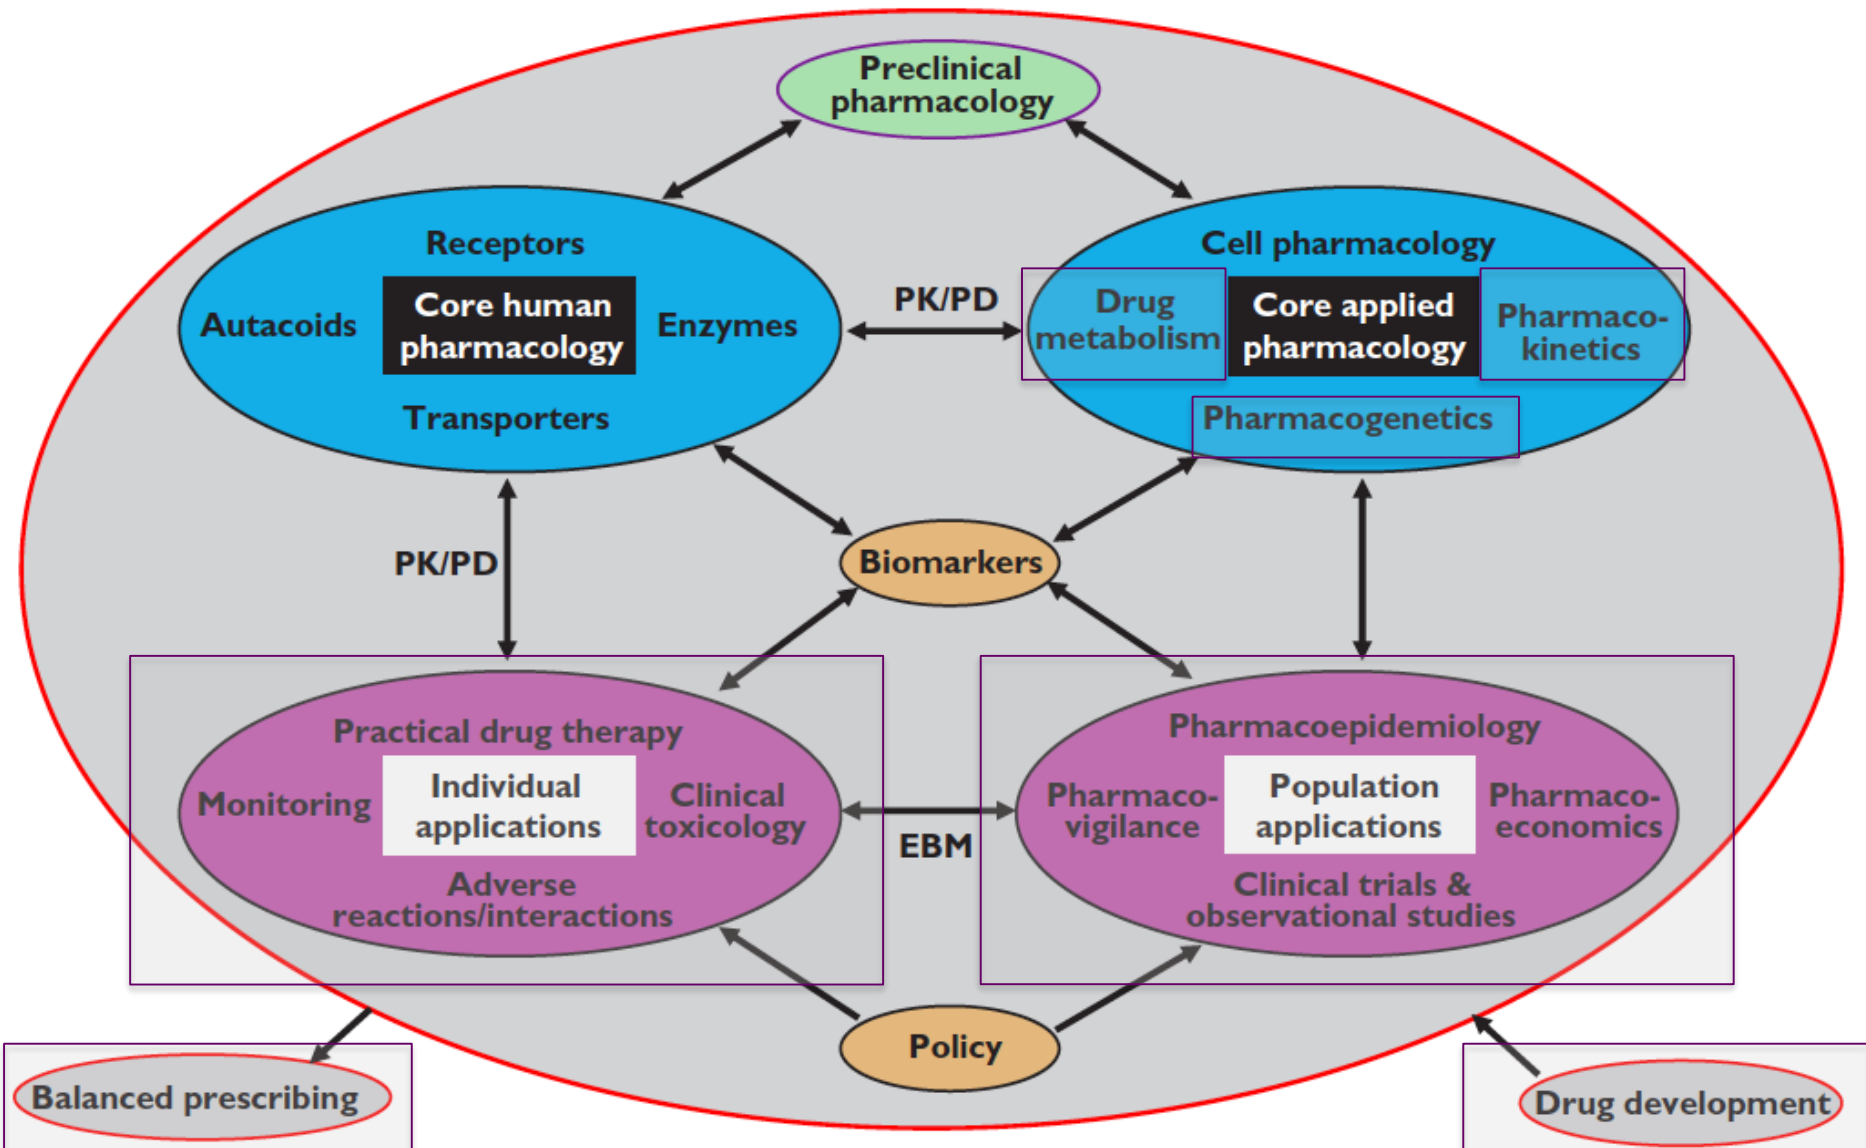 Preclinical
pharmacology
Receptors
Autacoids
Core human
pharmacology
Enzymes
Transporters
PK/PD
Cell pharmacology
Drug
metabolism
Core applied
pharmacology
Pharmaco-
kinetics
Pharmacogenetics
PK/PD
Biomarkers
Practical drug therapy
Monitoring
Individual
applications
Clinical
toxicology
Adverse
reactions/interactions
EBM
Pharmacoepidemiology
Pharmaco-
vigilance
Population
applications
Pharmaco-
economics
Clinical trials &
observational studies
Policy
Balanced prescribing
Drug development